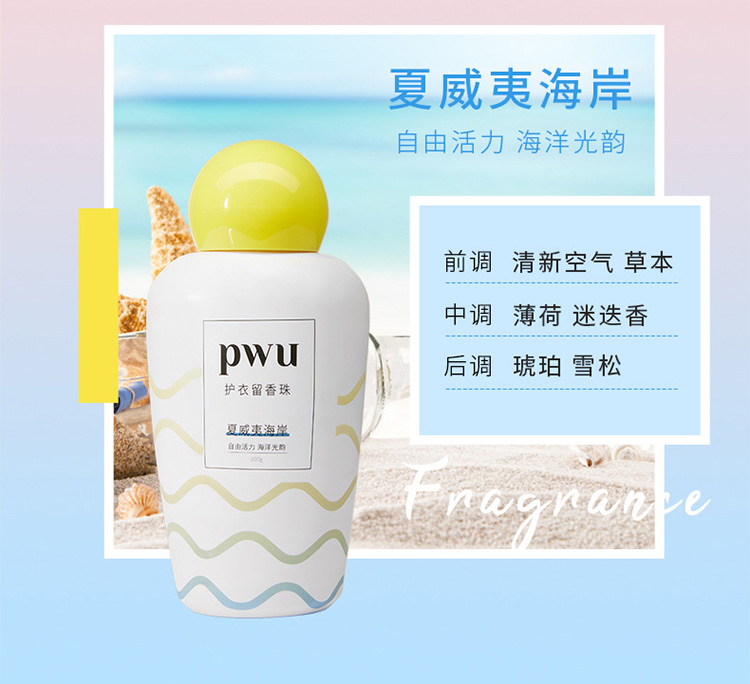 夏威夷海岸
自由活力 海洋光韵
前调 清新空气 草本
中调 薄荷 迷迭香
后调 琥珀 雪松
pwu
护衣留香珠
夏威夷海岸
自由活力 海洋光韵
Fragrance